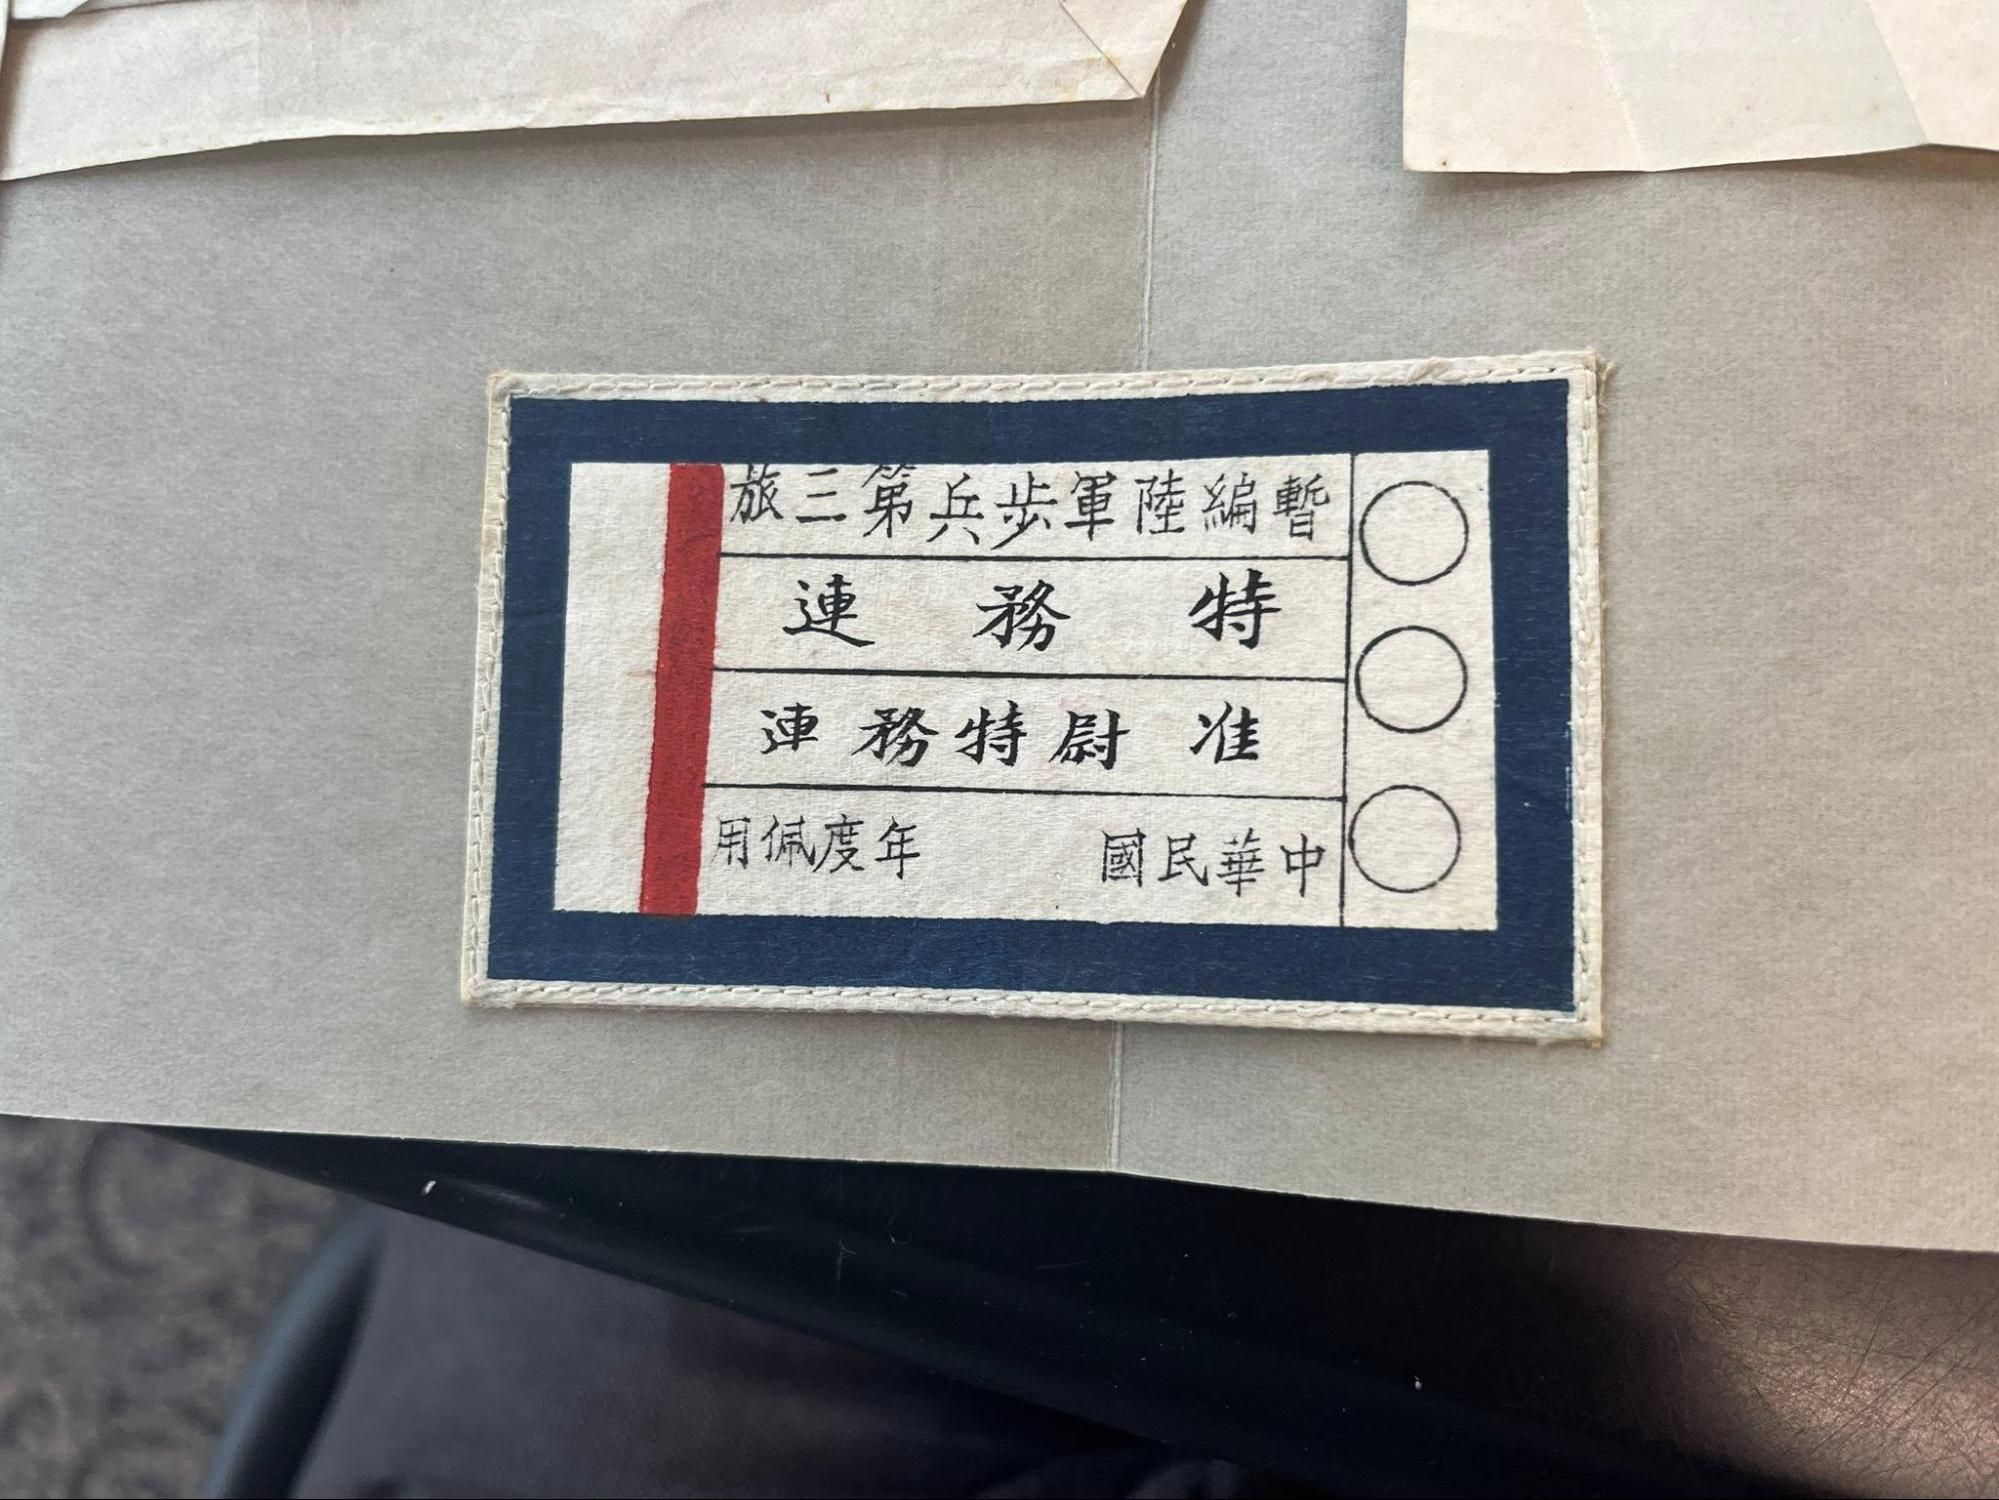 暫編陸軍步兵第三旅
特務連
准尉特務連
中華民國 年度佩用